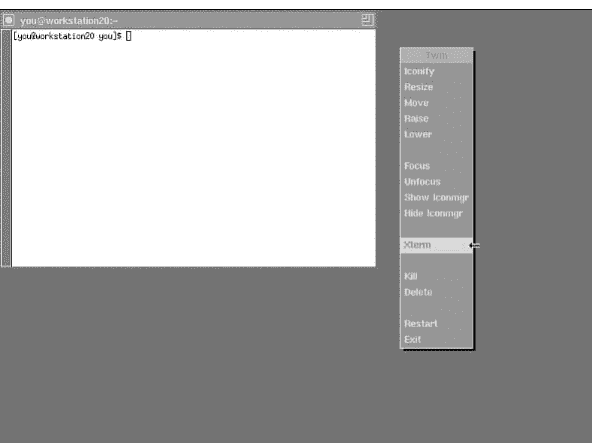 you@workstation20:~
[you@workstation20 you]$
Twm
Iconify
Resize
Move
Raise
Lower
Focus
Unfocus
Show Iconmgr
Hide Iconmgr
Xterm
Kill
Delete
Restart
Exit